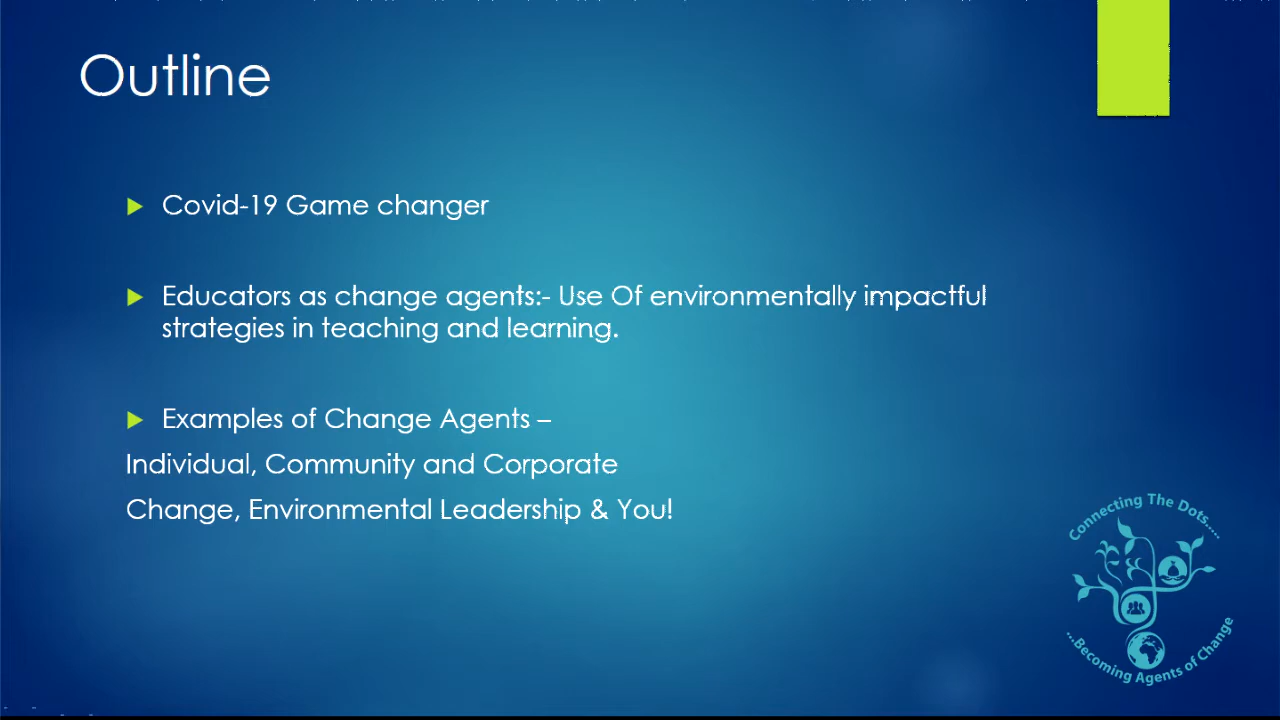 Outline
Covid-19 Game changer
Educators as change agents:- Use Of environmentally impactful
strategies in teaching and learning.
Examples of Change Agents –
Individual, Community and Corporate
Change, Environmental Leadership & You!
Connecting The Dots.....
...Becoming Agents of Change